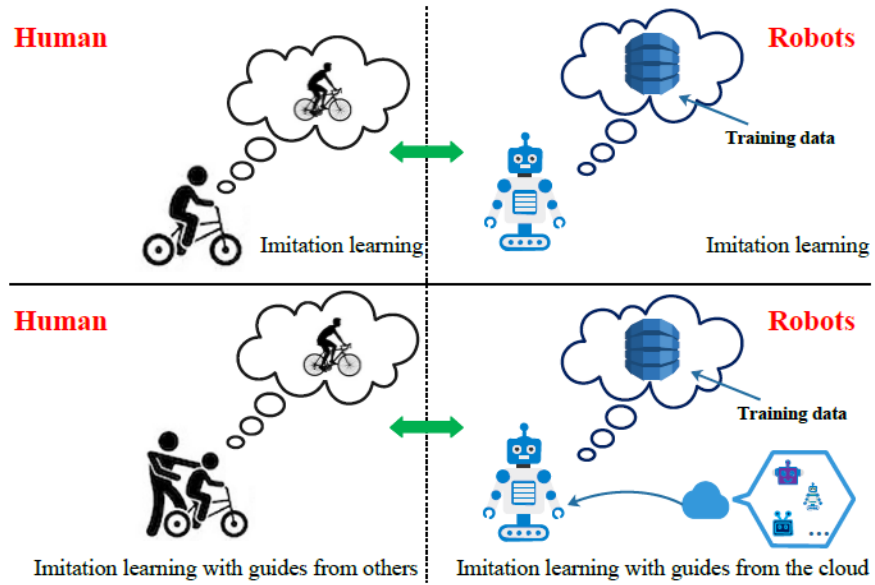 Human
Robots
Training data
Imitation learning
Imitation learning
Human
Robots
Training data
...
Imitation learning with guides from others
Imitation learning with guides from the cloud